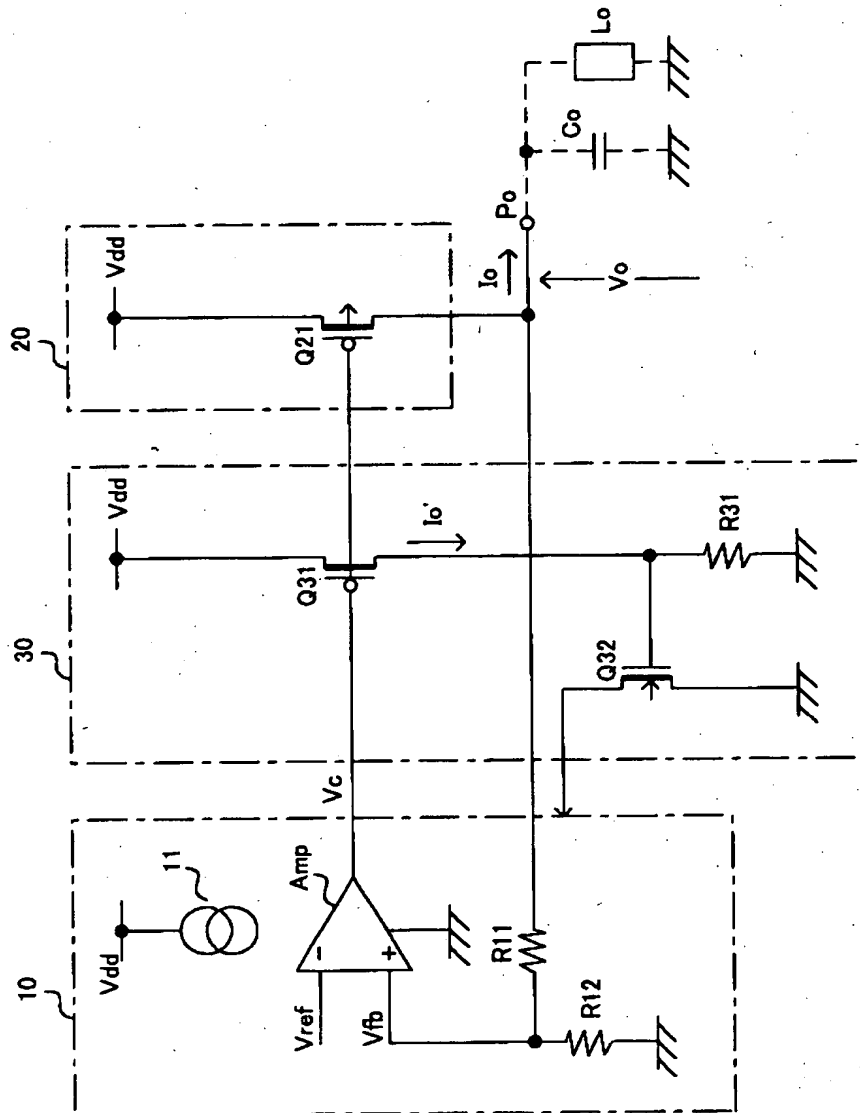 10
Vdd
11
Amp
Vref
-
Vfb
+
R11
R12
Vc
30
Vdd
Q31
Io'
Q32
R31
20
Vdd
Q21
Io
Po
Vo
Co
Lo